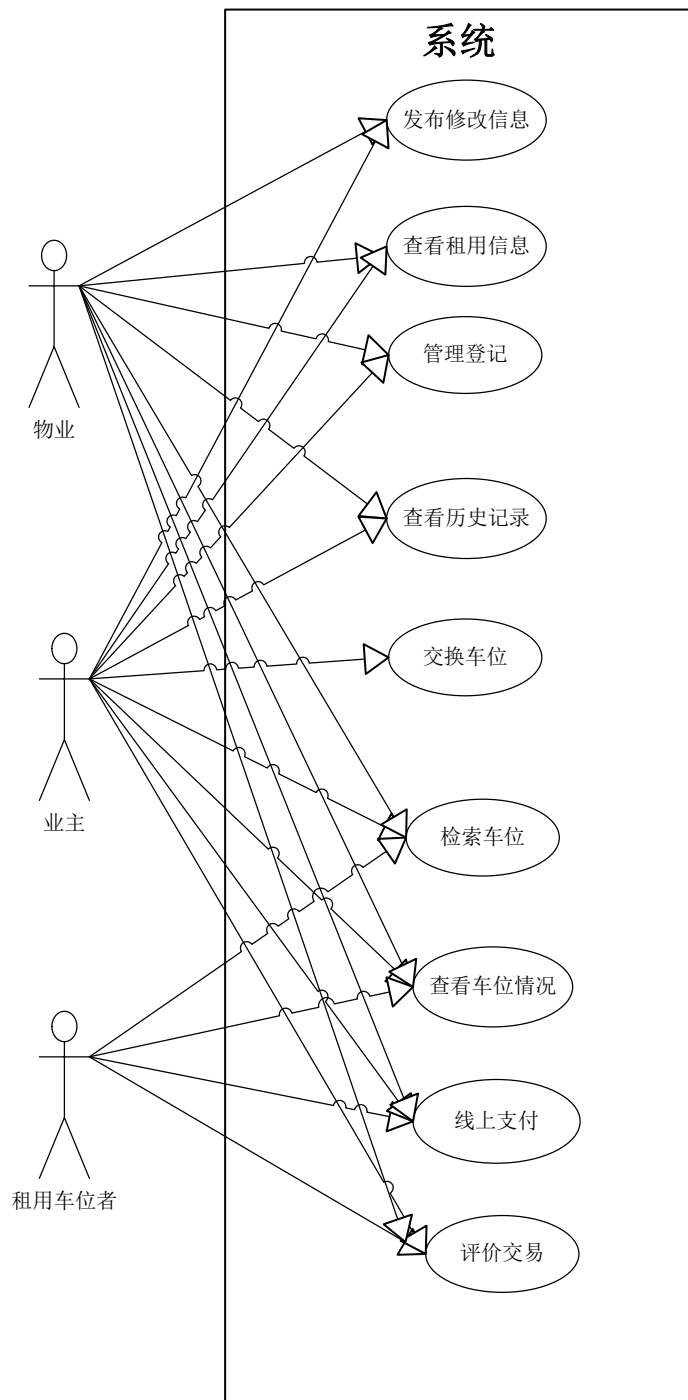 系统
发布修改信息
查看租用信息
管理登记
物业
查看历史记录
交换车位
业主
检索车位
查看车位情况
线上支付
租用车位者
评价交易